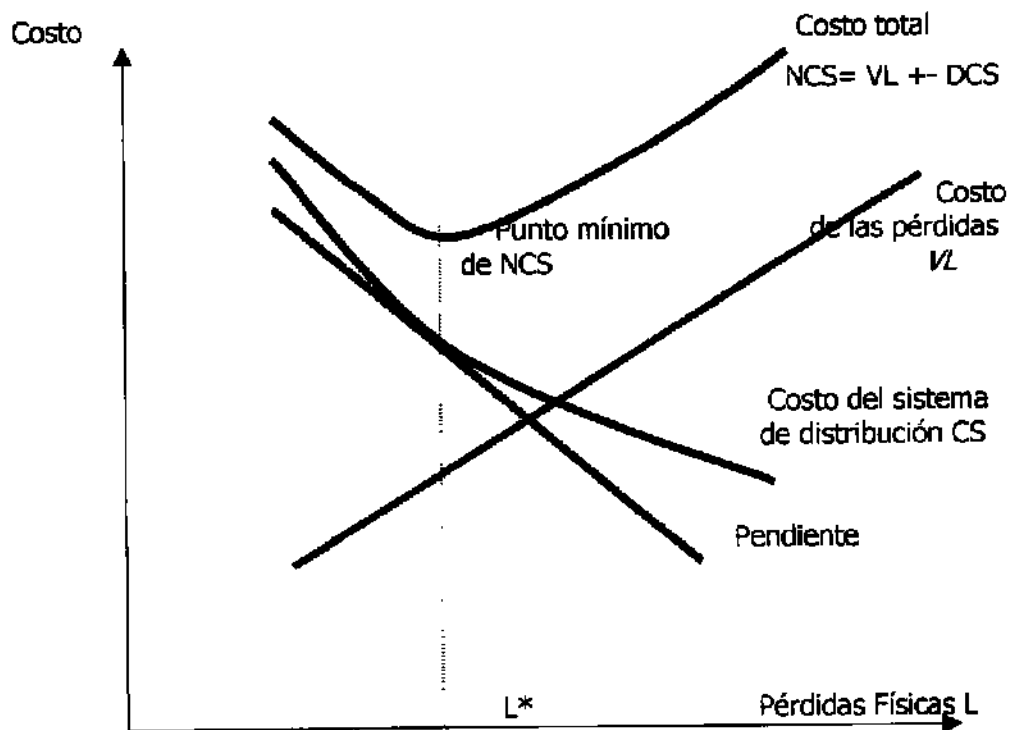 Costo
Costo total
NCS= VL +- DCS
Punto mínimo
de NCS
Costo
de las pérdidas
VL
Costo del sistema
de distribución CS
Pendiente
L*
Pérdidas Físicas L